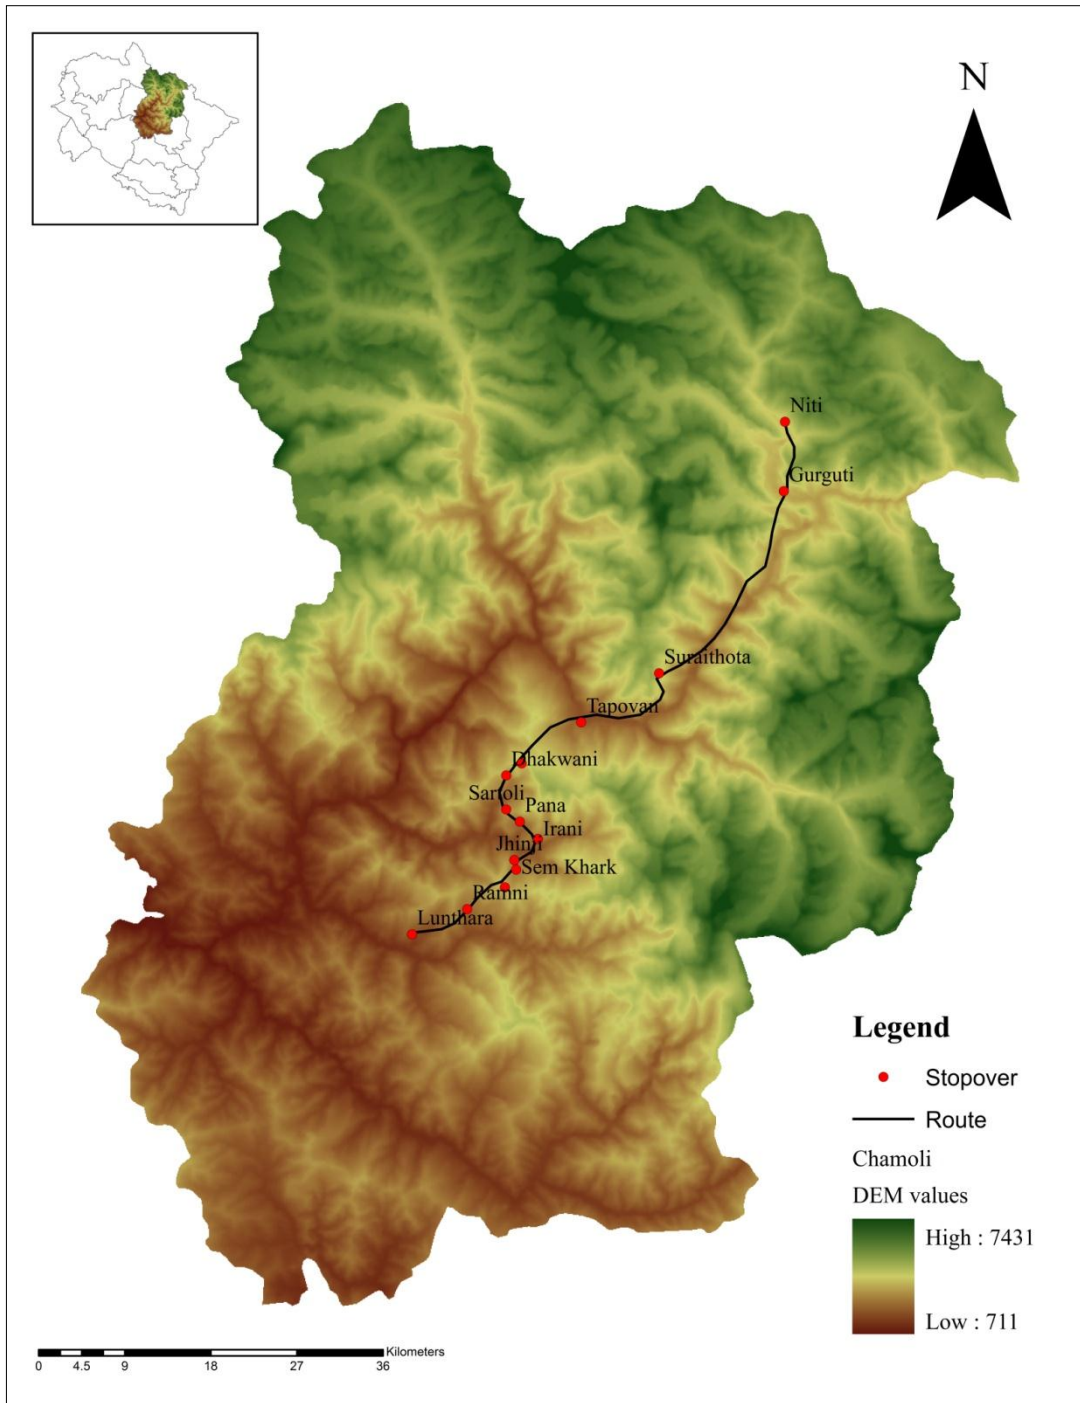 N
Niti
Gurguti
Suraithota
Tapovan
Dhakwani
Sartoli
Pana
Irani
Jhinji
Sem Khark
Ramni
Lunthara
Legend
Stopover
Route
Chamoli
DEM values
High : 7431
Low : 711
Kilometers
0 4.5 9 18 27 36